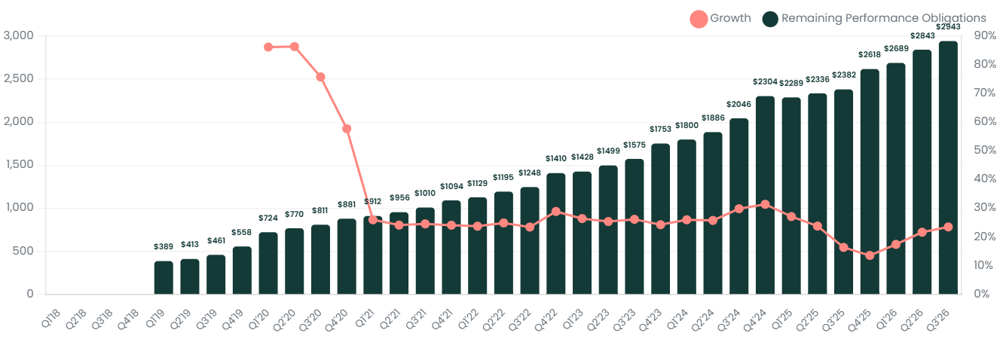 Growth Remaining Performance Obligations
3,000
2,500
2,000
1,500
1,000
500
0
90%
80%
70%
60%
50%
40%
30%
20%
10%
0%
$389
$413
$461
$558
$724
$770
$811
$881
$912
$956
$1010
$1094
$1129
$1195
$1248
$1410
$1428
$1499
$1575
$1753
$1800
$1886
$2046
$2304
$2289
$2336
$2382
$2618
$2689
$2843
$2943
Q1'18
Q2'18
Q3'18
Q4'18
Q1'19
Q2'19
Q3'19
Q4'19
Q1'20
Q2'20
Q3'20
Q4'20
Q1'21
Q2'21
Q3'21
Q4'21
Q1'22
Q2'22
Q3'22
Q4'22
Q1'23
Q2'23
Q3'23
Q4'23
Q1'24
Q2'24
Q3'24
Q4'24
Q1'25
Q2'25
Q3'25
Q4'25
Q1'26
Q2'26
Q3'26